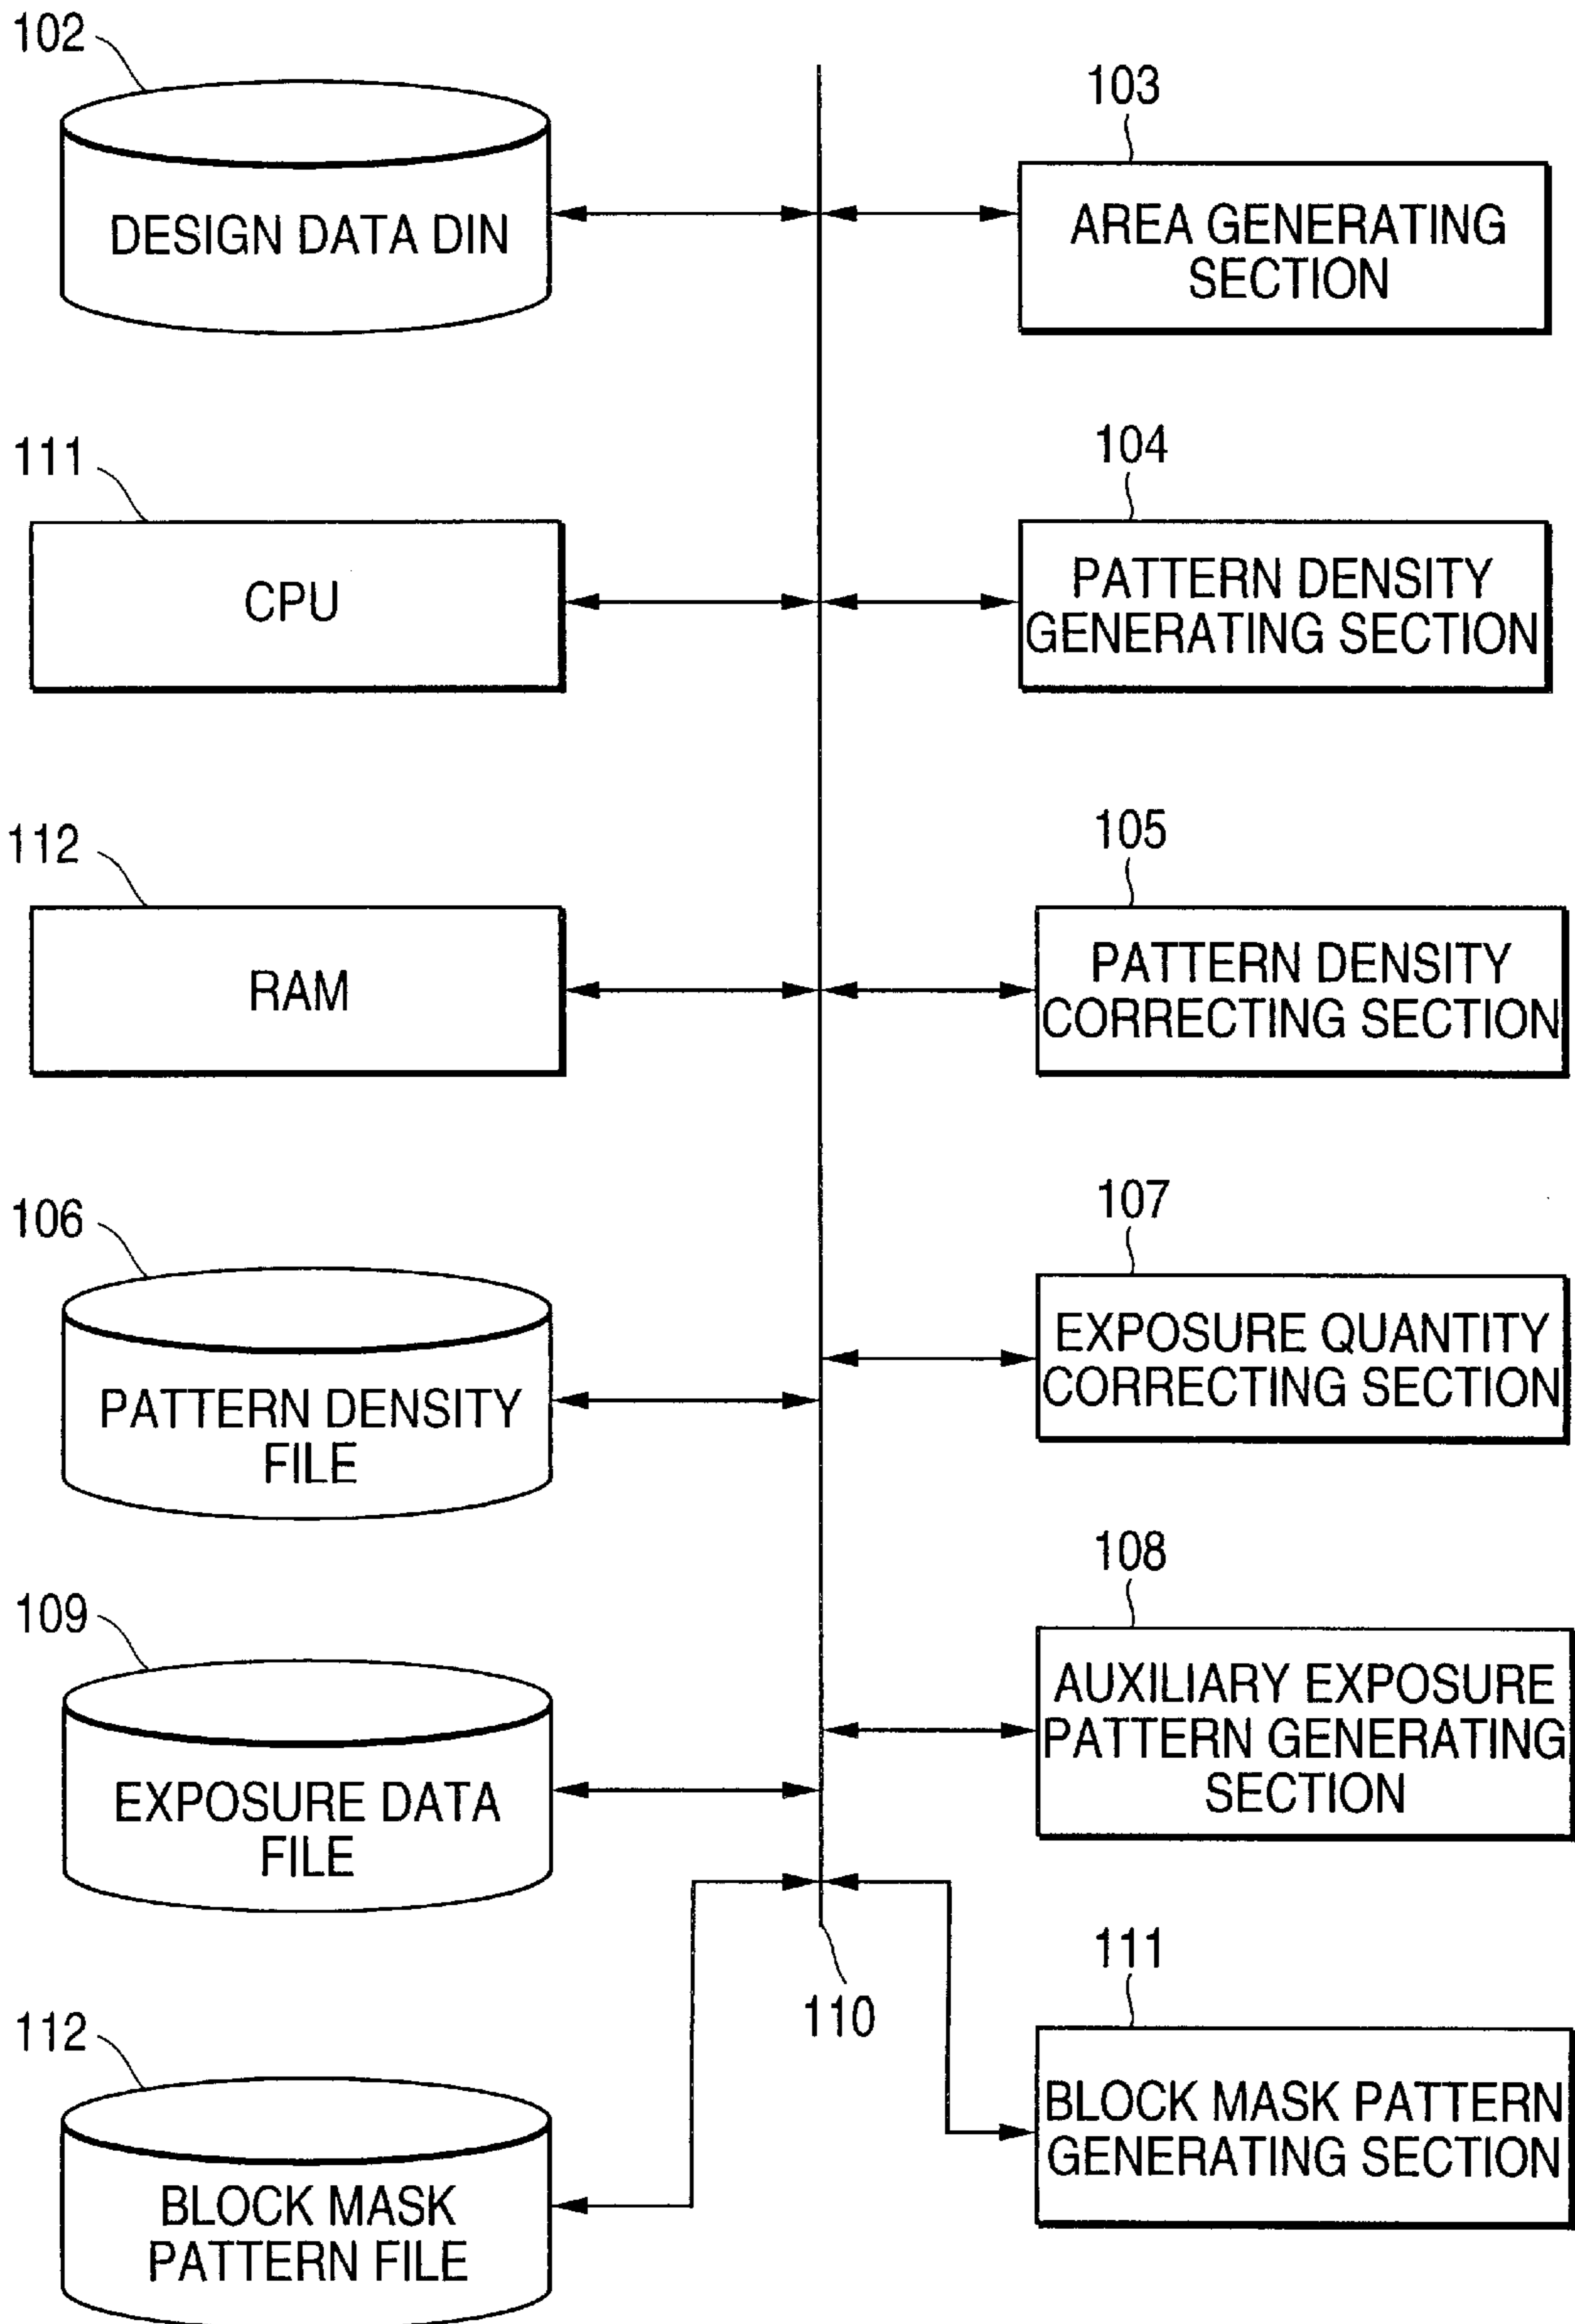 102
DESIGN DATA DIN
103
AREA GENERATING
SECTION
111
CPU
104
PATTERN DENSITY
GENERATING SECTION
112
RAM
105
PATTERN DENSITY
CORRECTING SECTION
106
PATTERN DENSITY
FILE
107
EXPOSURE QUANTITY
CORRECTING SECTION
109
EXPOSURE DATA
FILE
108
AUXILIARY EXPOSURE
PATTERN GENERATING
SECTION
110
112
BLOCK MASK
PATTERN FILE
111
BLOCK MASK PATTERN
GENERATING SECTION